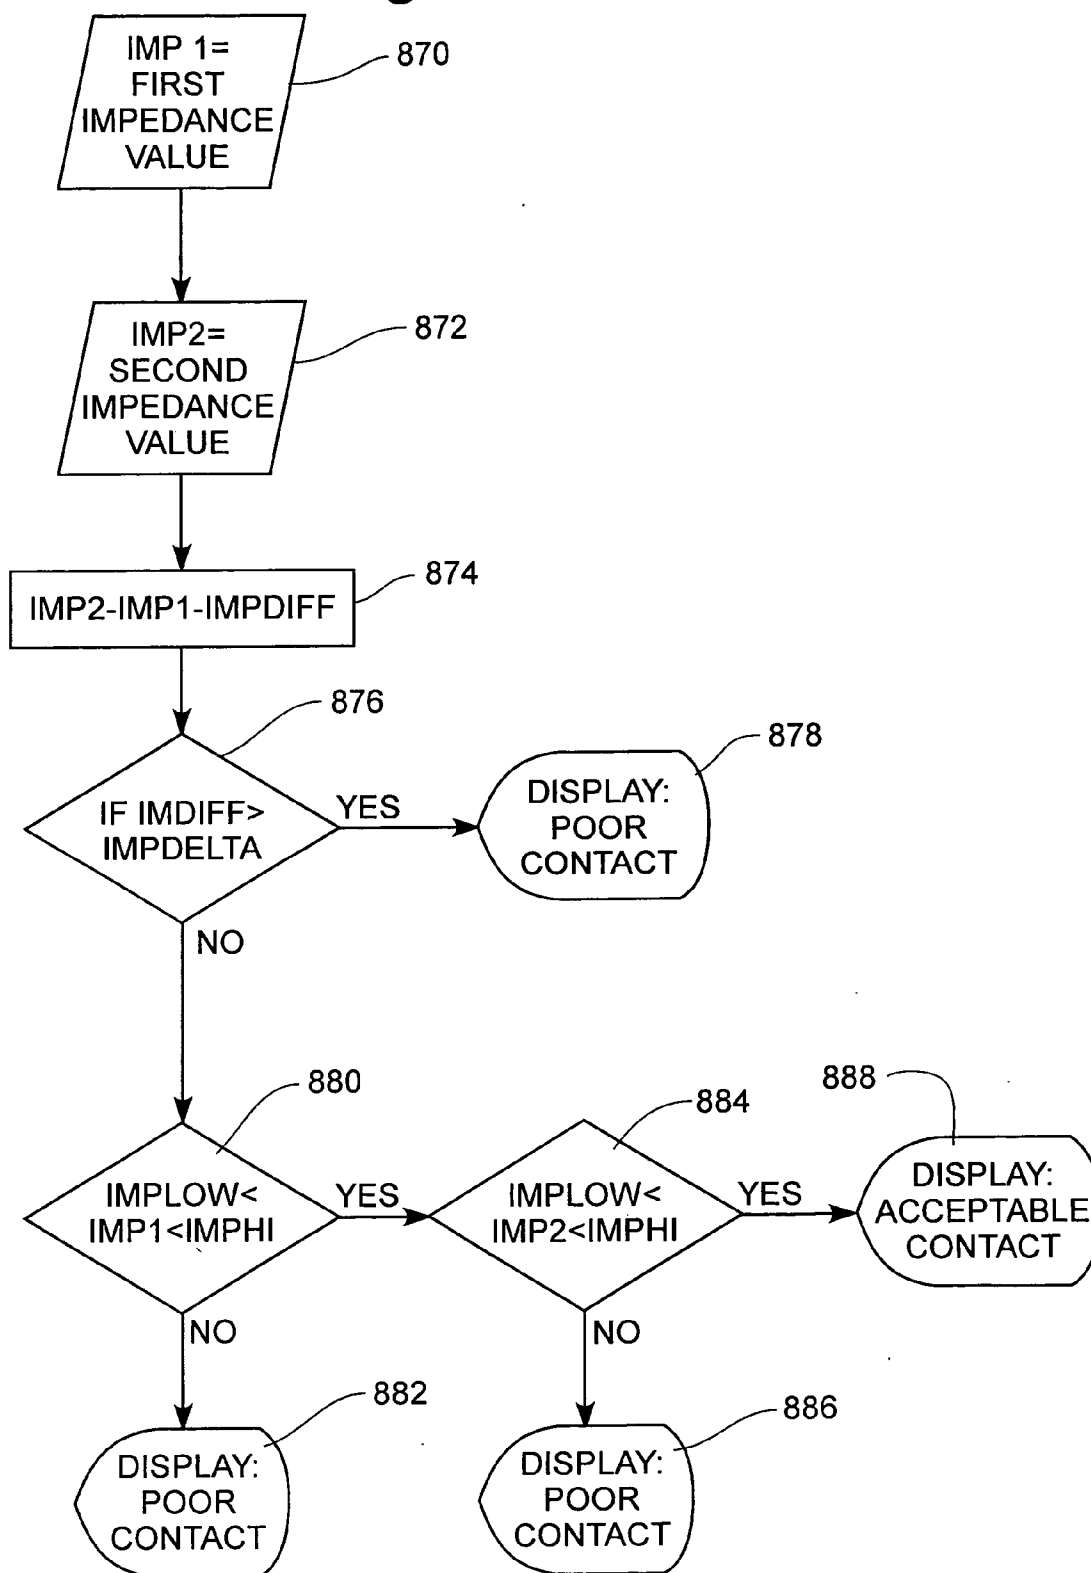 IMP 1=
FIRST
IMPEDANCE
VALUE
870
IMP2=
SECOND
IMPEDANCE
VALUE
872
IMP2-IMP1-IMPDIFF
874
876
IF IMDIFF>
IMPDELTA
YES
878
DISPLAY:
POOR
CONTACT
NO
880
IMPLOW<
IMP1<IMPHI
YES
884
IMPLOW<
IMP2<IMPHI
YES
888
DISPLAY:
ACCEPTABLE
CONTACT
NO
882
DISPLAY:
POOR
CONTACT
NO
886
DISPLAY:
POOR
CONTACT